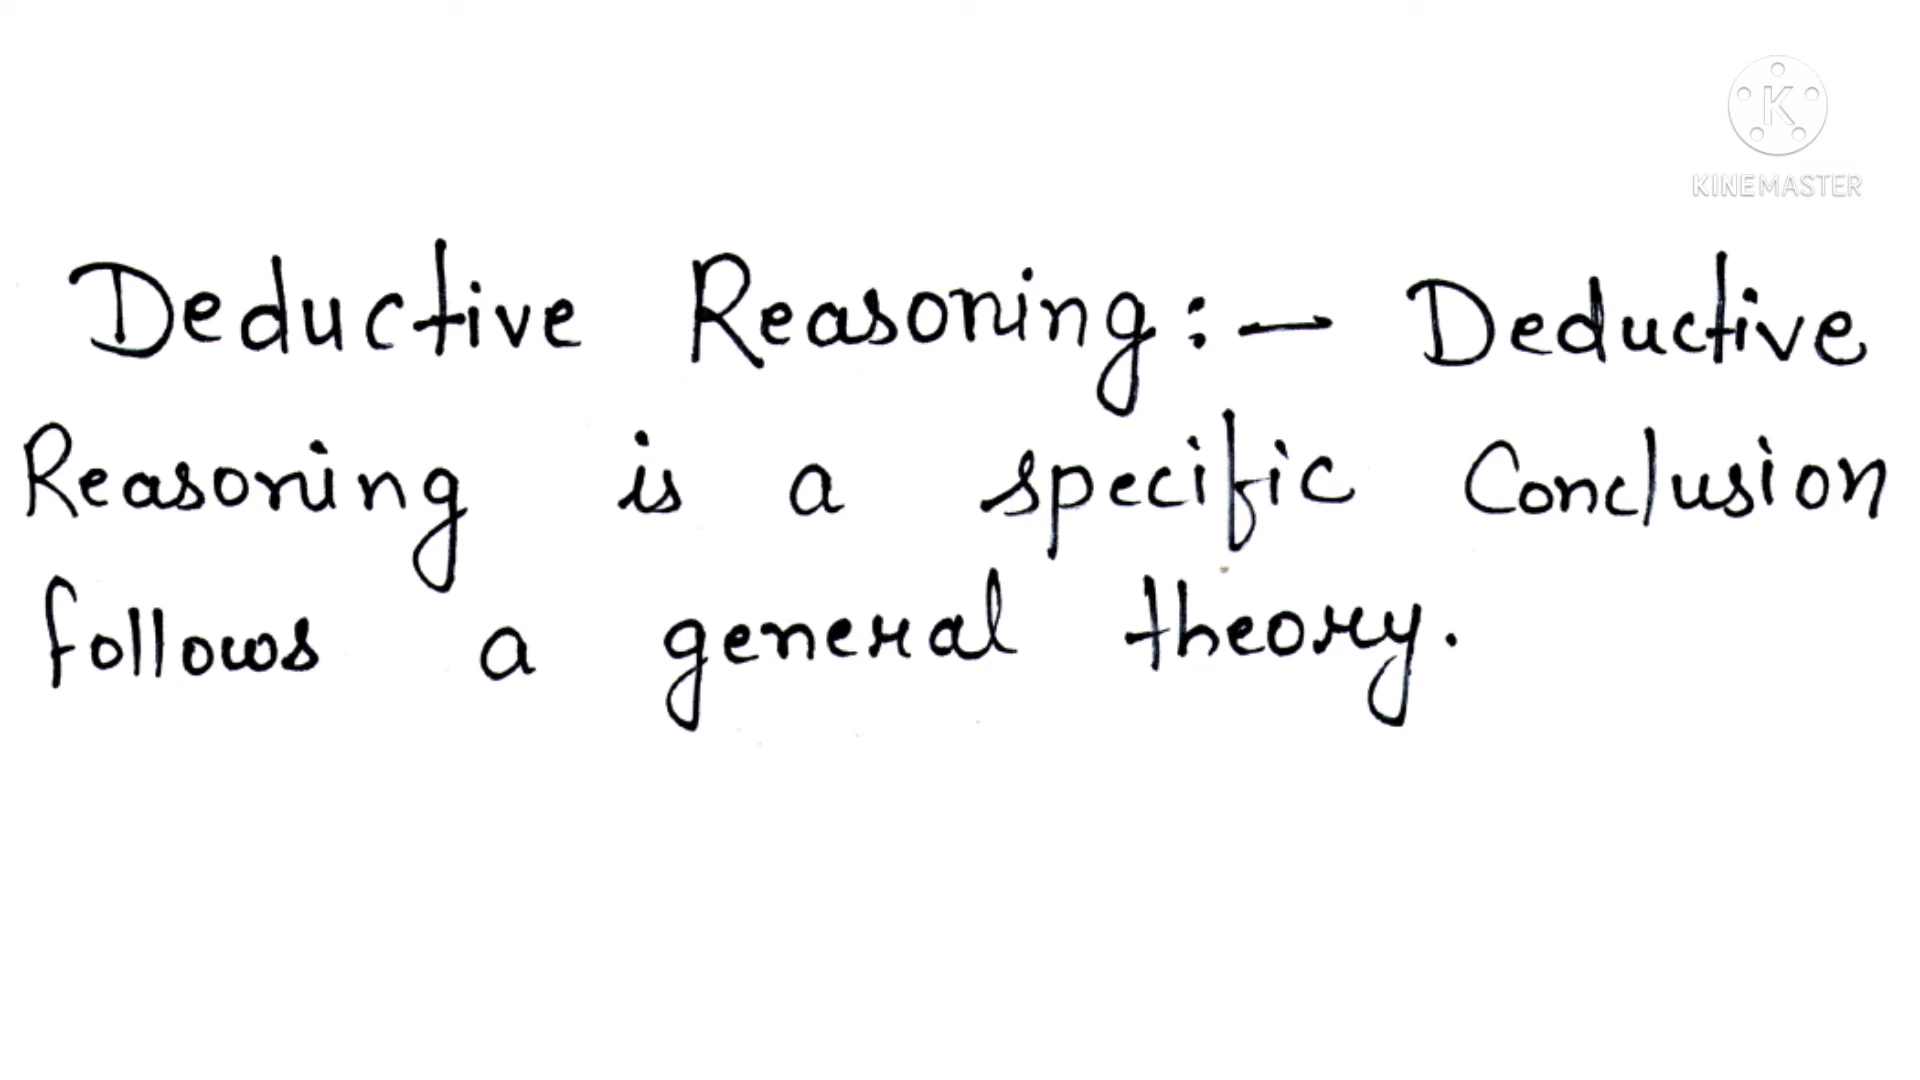 KINEMASTER
Deductive Reasoning:— Deductive
Reasoning is a specific Conclusion
follows a general theory.